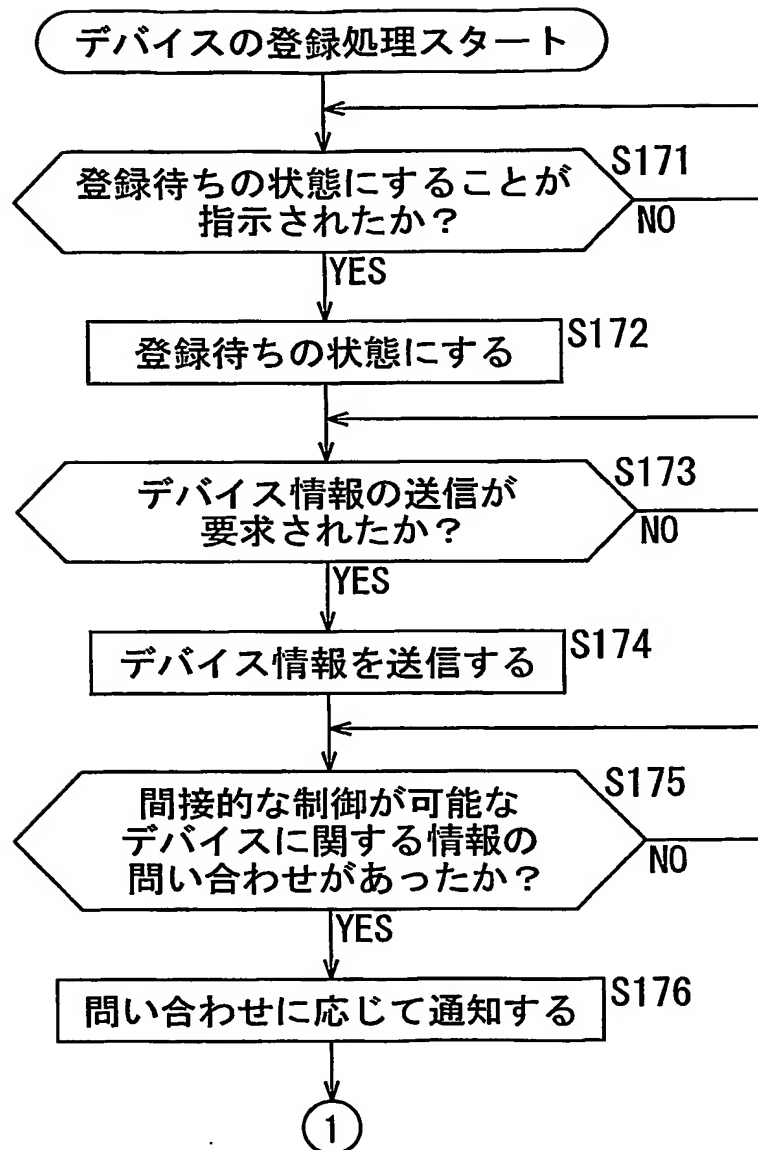 デバイスの登録処理スタート
登録待ちの状態にすることが
指示されたか?
S171
NO
YES
登録待ちの状態にする
S172
デバイス情報の送信が
要求されたか?
S173
NO
YES
デバイス情報を送信する
S174
間接的な制御が可能な
デバイスに関する情報の
問い合わせがあったか?
S175
NO
YES
問い合わせに応じて通知する
S176
1